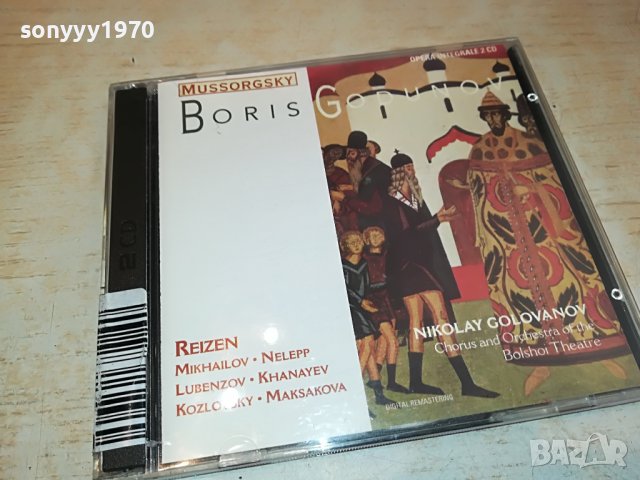 sonyyy1970
OPERA INTEGRALE 2 CD
MUSSORGSKY
BORIS GODUNOV
2 CD
NIKOLAY GOLOVANOV
Chorus and Orchestra of the
Bolshoi Theatre
REIZEN
MIKHAILOV · NELEPP
LUBENZOV · KHANAYEV
KOZLOVSKY · MAKSAKOVA
DIGITAL REMASTERING
BAZAR